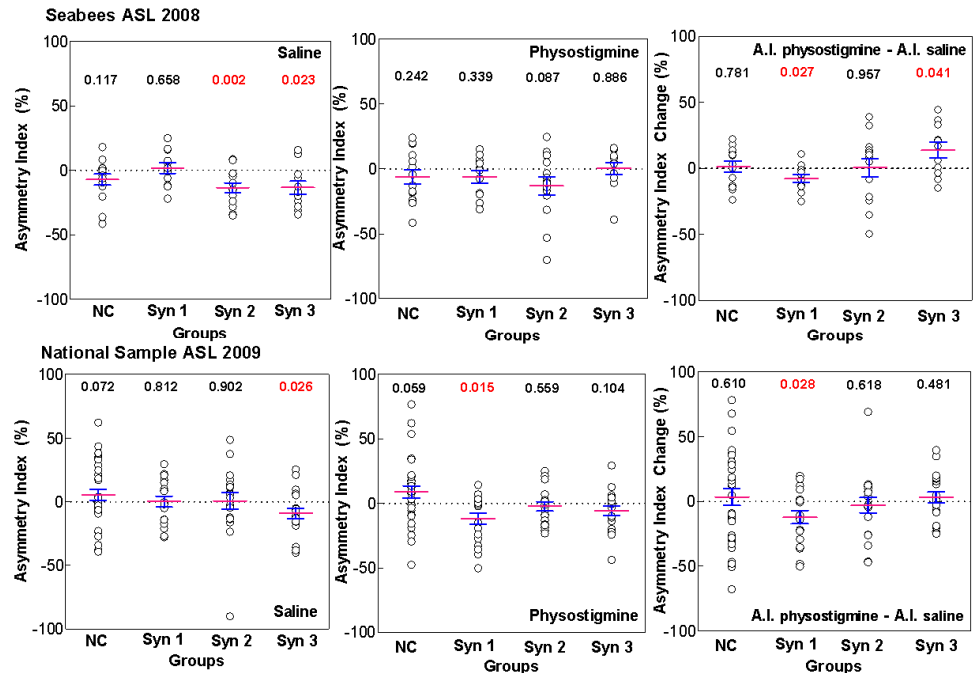 Seabees ASL 2008
Saline
0.117 0.658 0.002 0.023
Asymmetry Index (%)
100
50
0
-50
-100
NC Syn 1 Syn 2 Syn 3
Groups
Physostigmine
0.242 0.339 0.087 0.886
Asymmetry Index (%)
100
50
0
-50
-100
NC Syn 1 Syn 2 Syn 3
Groups
A.I. physostigmine - A.I. saline
0.781 0.027 0.957 0.041
Asymmetry Index Change (%)
100
50
0
-50
-100
NC Syn 1 Syn 2 Syn 3
Groups
National Sample ASL 2009
0.072 0.812 0.902 0.026
Asymmetry Index (%)
100
50
0
-50
-100
Saline
NC Syn 1 Syn 2 Syn 3
Groups
0.059 0.015 0.559 0.104
Asymmetry Index (%)
100
50
0
-50
-100
Physostigmine
NC Syn 1 Syn 2 Syn 3
Groups
0.610 0.028 0.618 0.481
Asymmetry Index Change (%)
100
50
0
-50
-100
A.I. physostigmine - A.I. saline
NC Syn 1 Syn 2 Syn 3
Groups